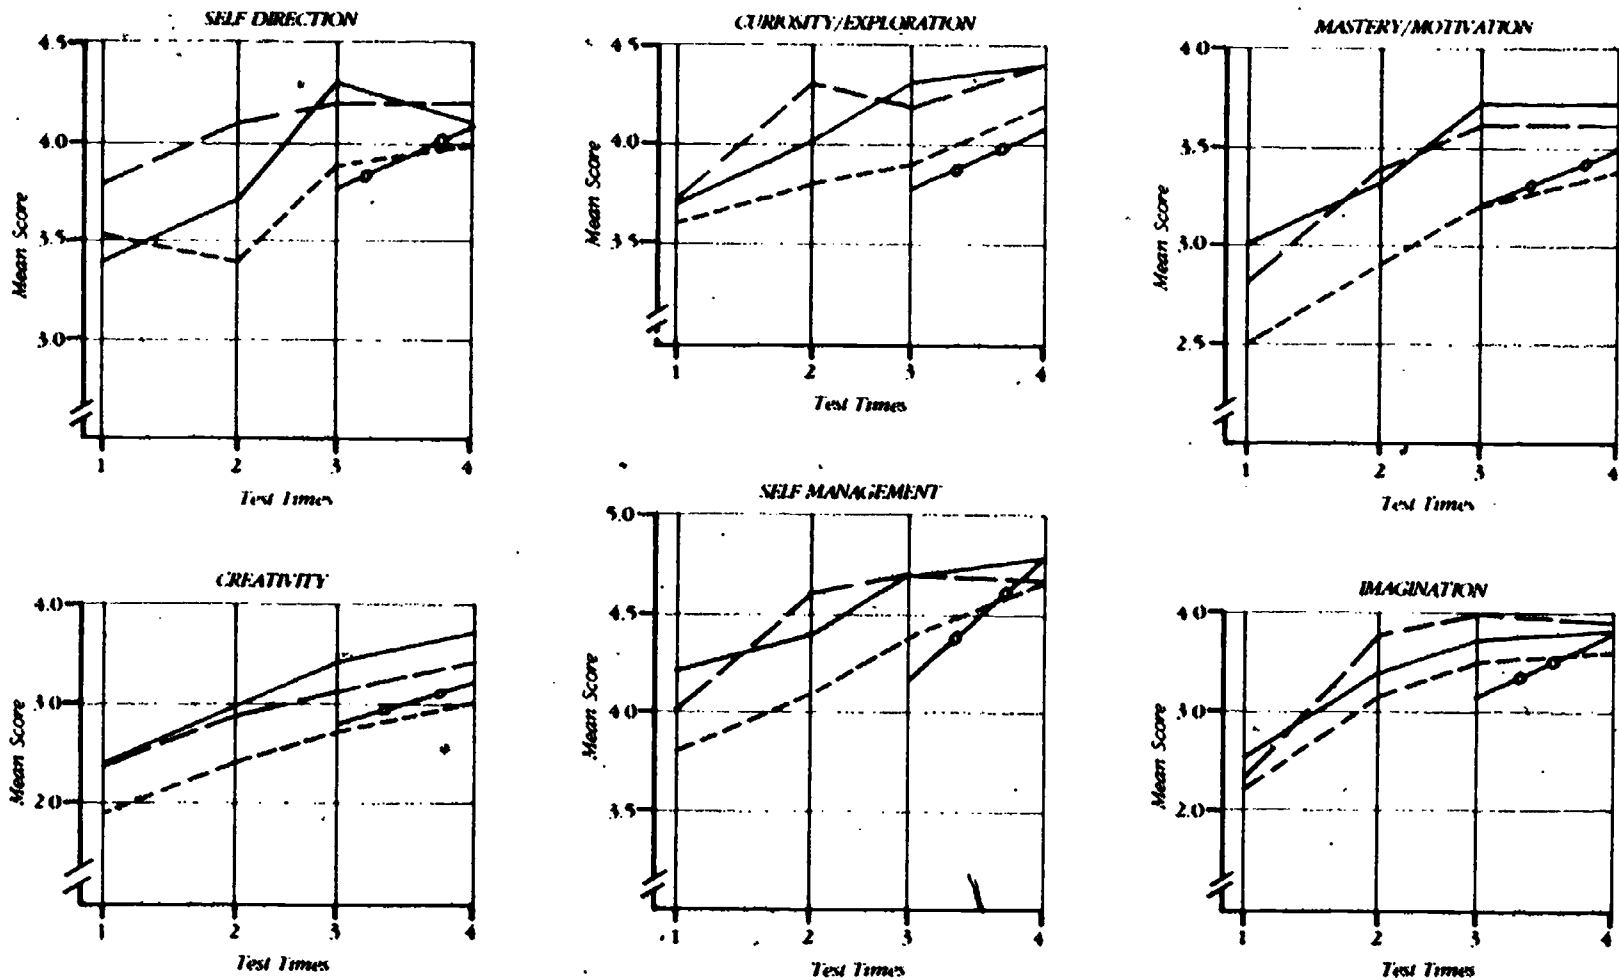 SELF DIRECTION
4.5
4.0
3.5
3.0
Mean Score
1 2 3 4
Test Times
CURIOSITY/EXPLORATION
4.5
4.0
3.5
Mean Score
1 2 3 4
Test Times
MASTERY/MOTIVATION
4.0
3.5
3.0
2.5
Mean Score
1 2 3 4
Test Times
CREATIVITY
4.0
3.0
2.0
Mean Score
1 2 3 4
Test Times
SELF MANAGEMENT
5.0
4.5
4.0
3.5
Mean Score
1 2 3 4
Test Times
IMAGINATION
4.0
3.0
2.0
Mean Score
1 2 3 4
Test Times